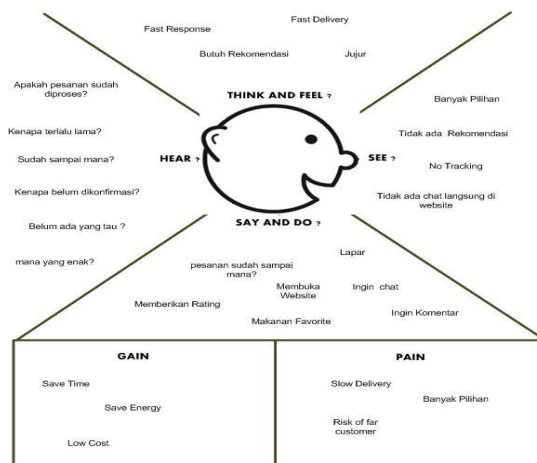 Fast Response
Fast Delivery
Butuh Rekomendasi
Jujur
THINK AND FEEL ?
Apakah pesanan sudah
diproses?
Kenapa terlalu lama?
Sudah sampai mana?
Kenapa belum dikonfirmasi?
Belum ada yang tau ?
mana yang enak?
HEAR ?
SEE ?
Banyak Pilihan
Tidak ada Rekomendasi
No Tracking
Tidak ada chat langsung di
website
SAY AND DO ?
Lapar
pesanan sudah sampai
mana?
Membuka
Website
Ingin chat
Memberikan Rating
Makanan Favorite
Ingin Komentar
GAIN
Save Time
Save Energy
Low Cost
PAIN
Slow Delivery
Banyak Pilihan
Risk of far
customer